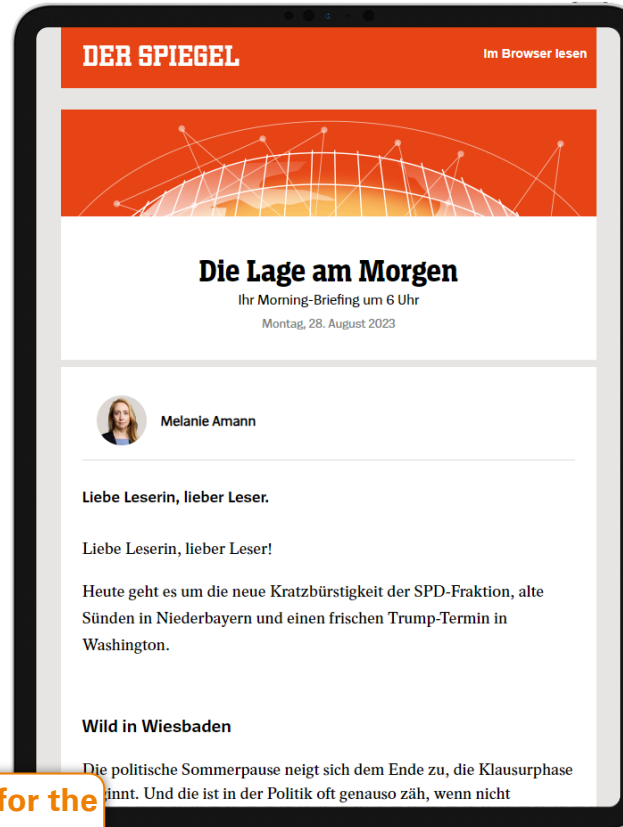 DER SPIEGEL
Im Browser lesen
Die Lage am Morgen
Ihr Morning-Briefing um 6 Uhr
Montag, 28. August 2023
Melanie Amann
Liebe Leserin, lieber Leser.
Liebe Leserin, lieber Leser!
Heute geht es um die neue Kratzbürstigkeit der SPD-Fraktion, alte
Sünden in Niederbayern und einen frischen Trump-Termin in
Washington.
Wild in Wiesbaden
Die politische Sommerpause neigt sich dem Ende zu, die Klausurphase
ginnt. Und die ist in der Politik oft genauso zäh, wenn nicht
for the